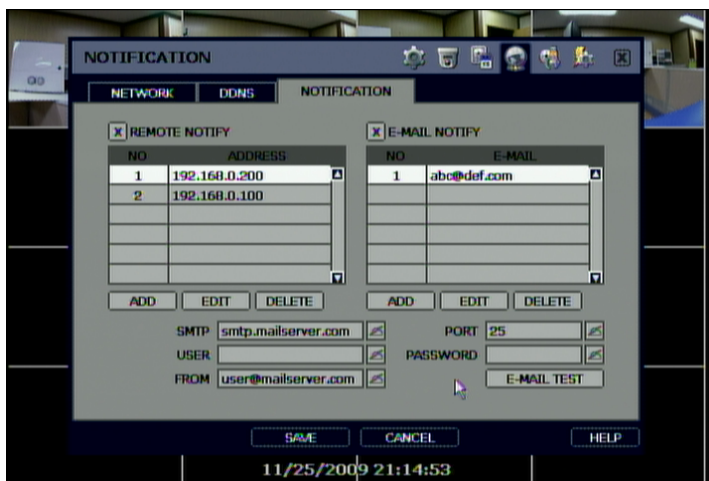 NOTIFICATION
NETWORK DDNS NOTIFICATION
X REMOTE NOTIFY
NO ADDRESS
1 192.168.0.200
2 192.168.0.100
ADD EDIT DELETE
X E-MAIL NOTIFY
NO E-MAIL
1 abc@def.com
ADD EDIT DELETE
SMTP smtp.mailserver.com PORT 25
USER PASSWORD
FROM user@mailserver.com E-MAIL TEST
SAVE CANCEL HELP
11/25/2009 21:14:53